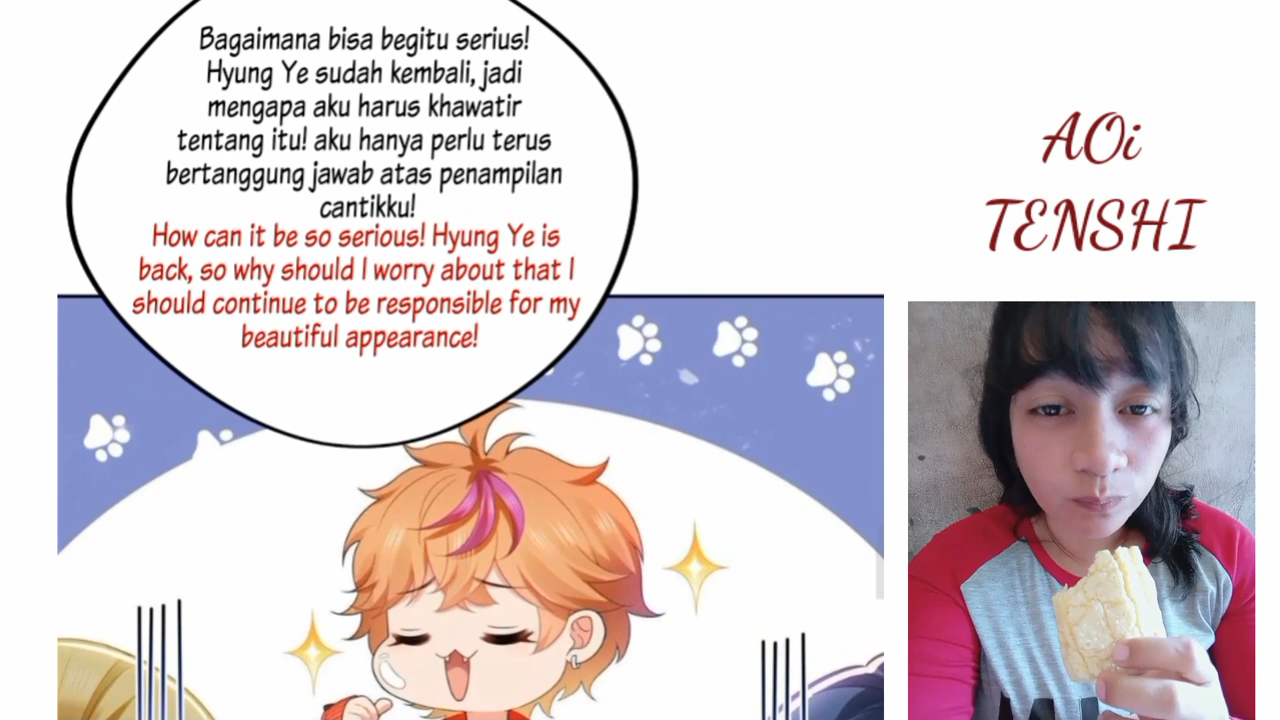 Bagaimana bisa begitu serius!
Hyung Ye sudah kembali, jadi
mengapa aku harus khawatir
tentang itu! aku hanya perlu terus
bertanggung jawab atas penampilan
cantikku!
How can it be so serious! Hyung Ye is
back, so why should I worry about that I
should continue to be responsible for my
beautiful appearance!
AOi
TENSHI